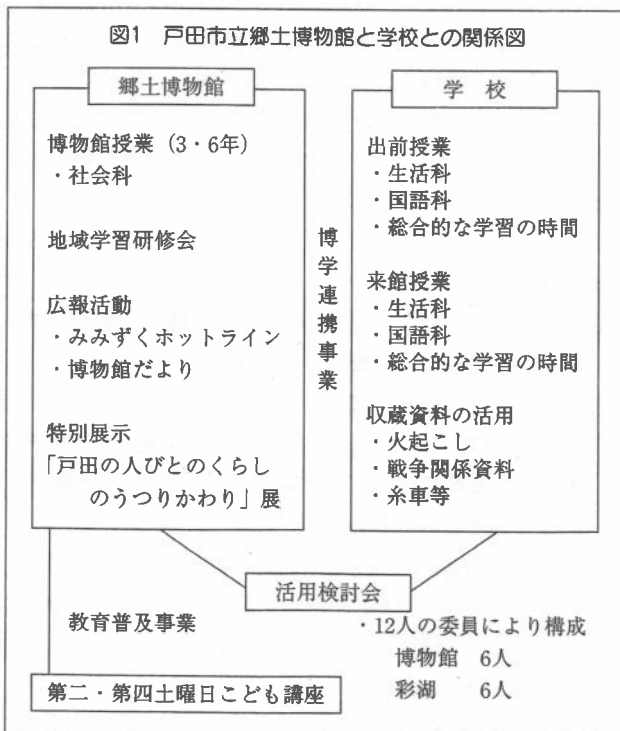 図1　戸田市立郷土博物館と学校との関係図
郷土博物館
博物館授業（3・6年）
・社会科
地域学習研修会
広報活動
・みみずくホットライン
・博物館だより
特別展示
「戸田の人びとのくらし
のうつりかわり」展
博学連携事業
学　校
出前授業
・生活科
・国語科
・総合的な学習の時間
来館授業
・生活科
・国語科
・総合的な学習の時間
収蔵資料の活用
・火起こし
・戦争関係資料
・糸車等
活用検討会
・12人の委員により構成
博物館　6人
彩湖　6人
教育普及事業
第二・第四土曜日こども講座